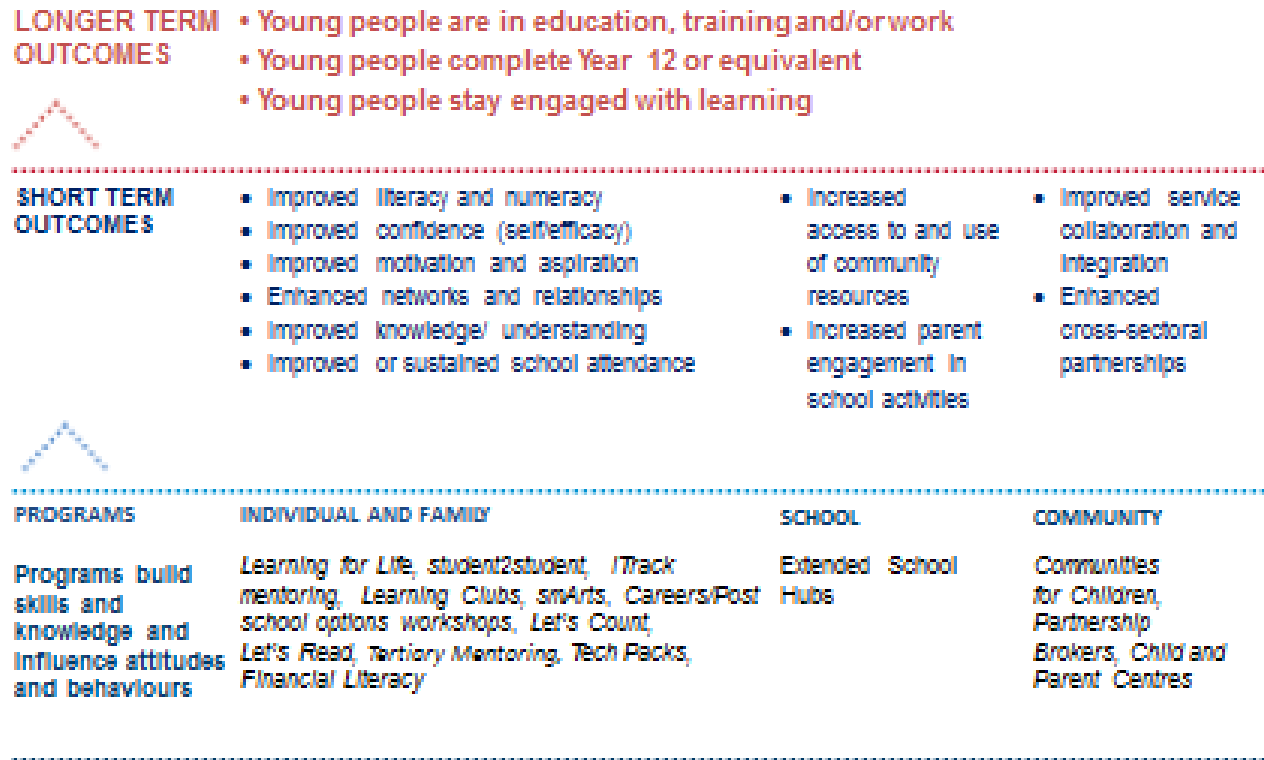 LONGER TERM
OUTCOMES
• Young people are in education, training and/or work
• Young people complete Year 12 or equivalent
• Young people stay engaged with learning
SHORT TERM
OUTCOMES
• Improved literacy and numeracy
• Improved confidence (self/efficacy)
• Improved motivation and aspiration
• Enhanced networks and relationships
• Improved knowledge/ understanding
• Improved or sustained school attendance
• Increased
access to and use
of community
resources
• Increased parent
engagement in
school activities
• Improved service
collaboration and
integration
• Enhanced
cross-sectoral
partnerships
PROGRAMS
Programs build
skills and
knowledge and
influence attitudes
and behaviours
INDIVIDUAL AND FAMILY
Learning for Life, student2student, iTrack
mentoring, Learning Clubs, smArts, Careers/Post
school options workshops, Let's Count,
Let's Read, Tertiary Mentoring, Tech Packs,
Financial Literacy
SCHOOL
Extended School
Hubs
COMMUNITY
Communities
for Children,
Partnership
Brokers, Child and
Parent Centres